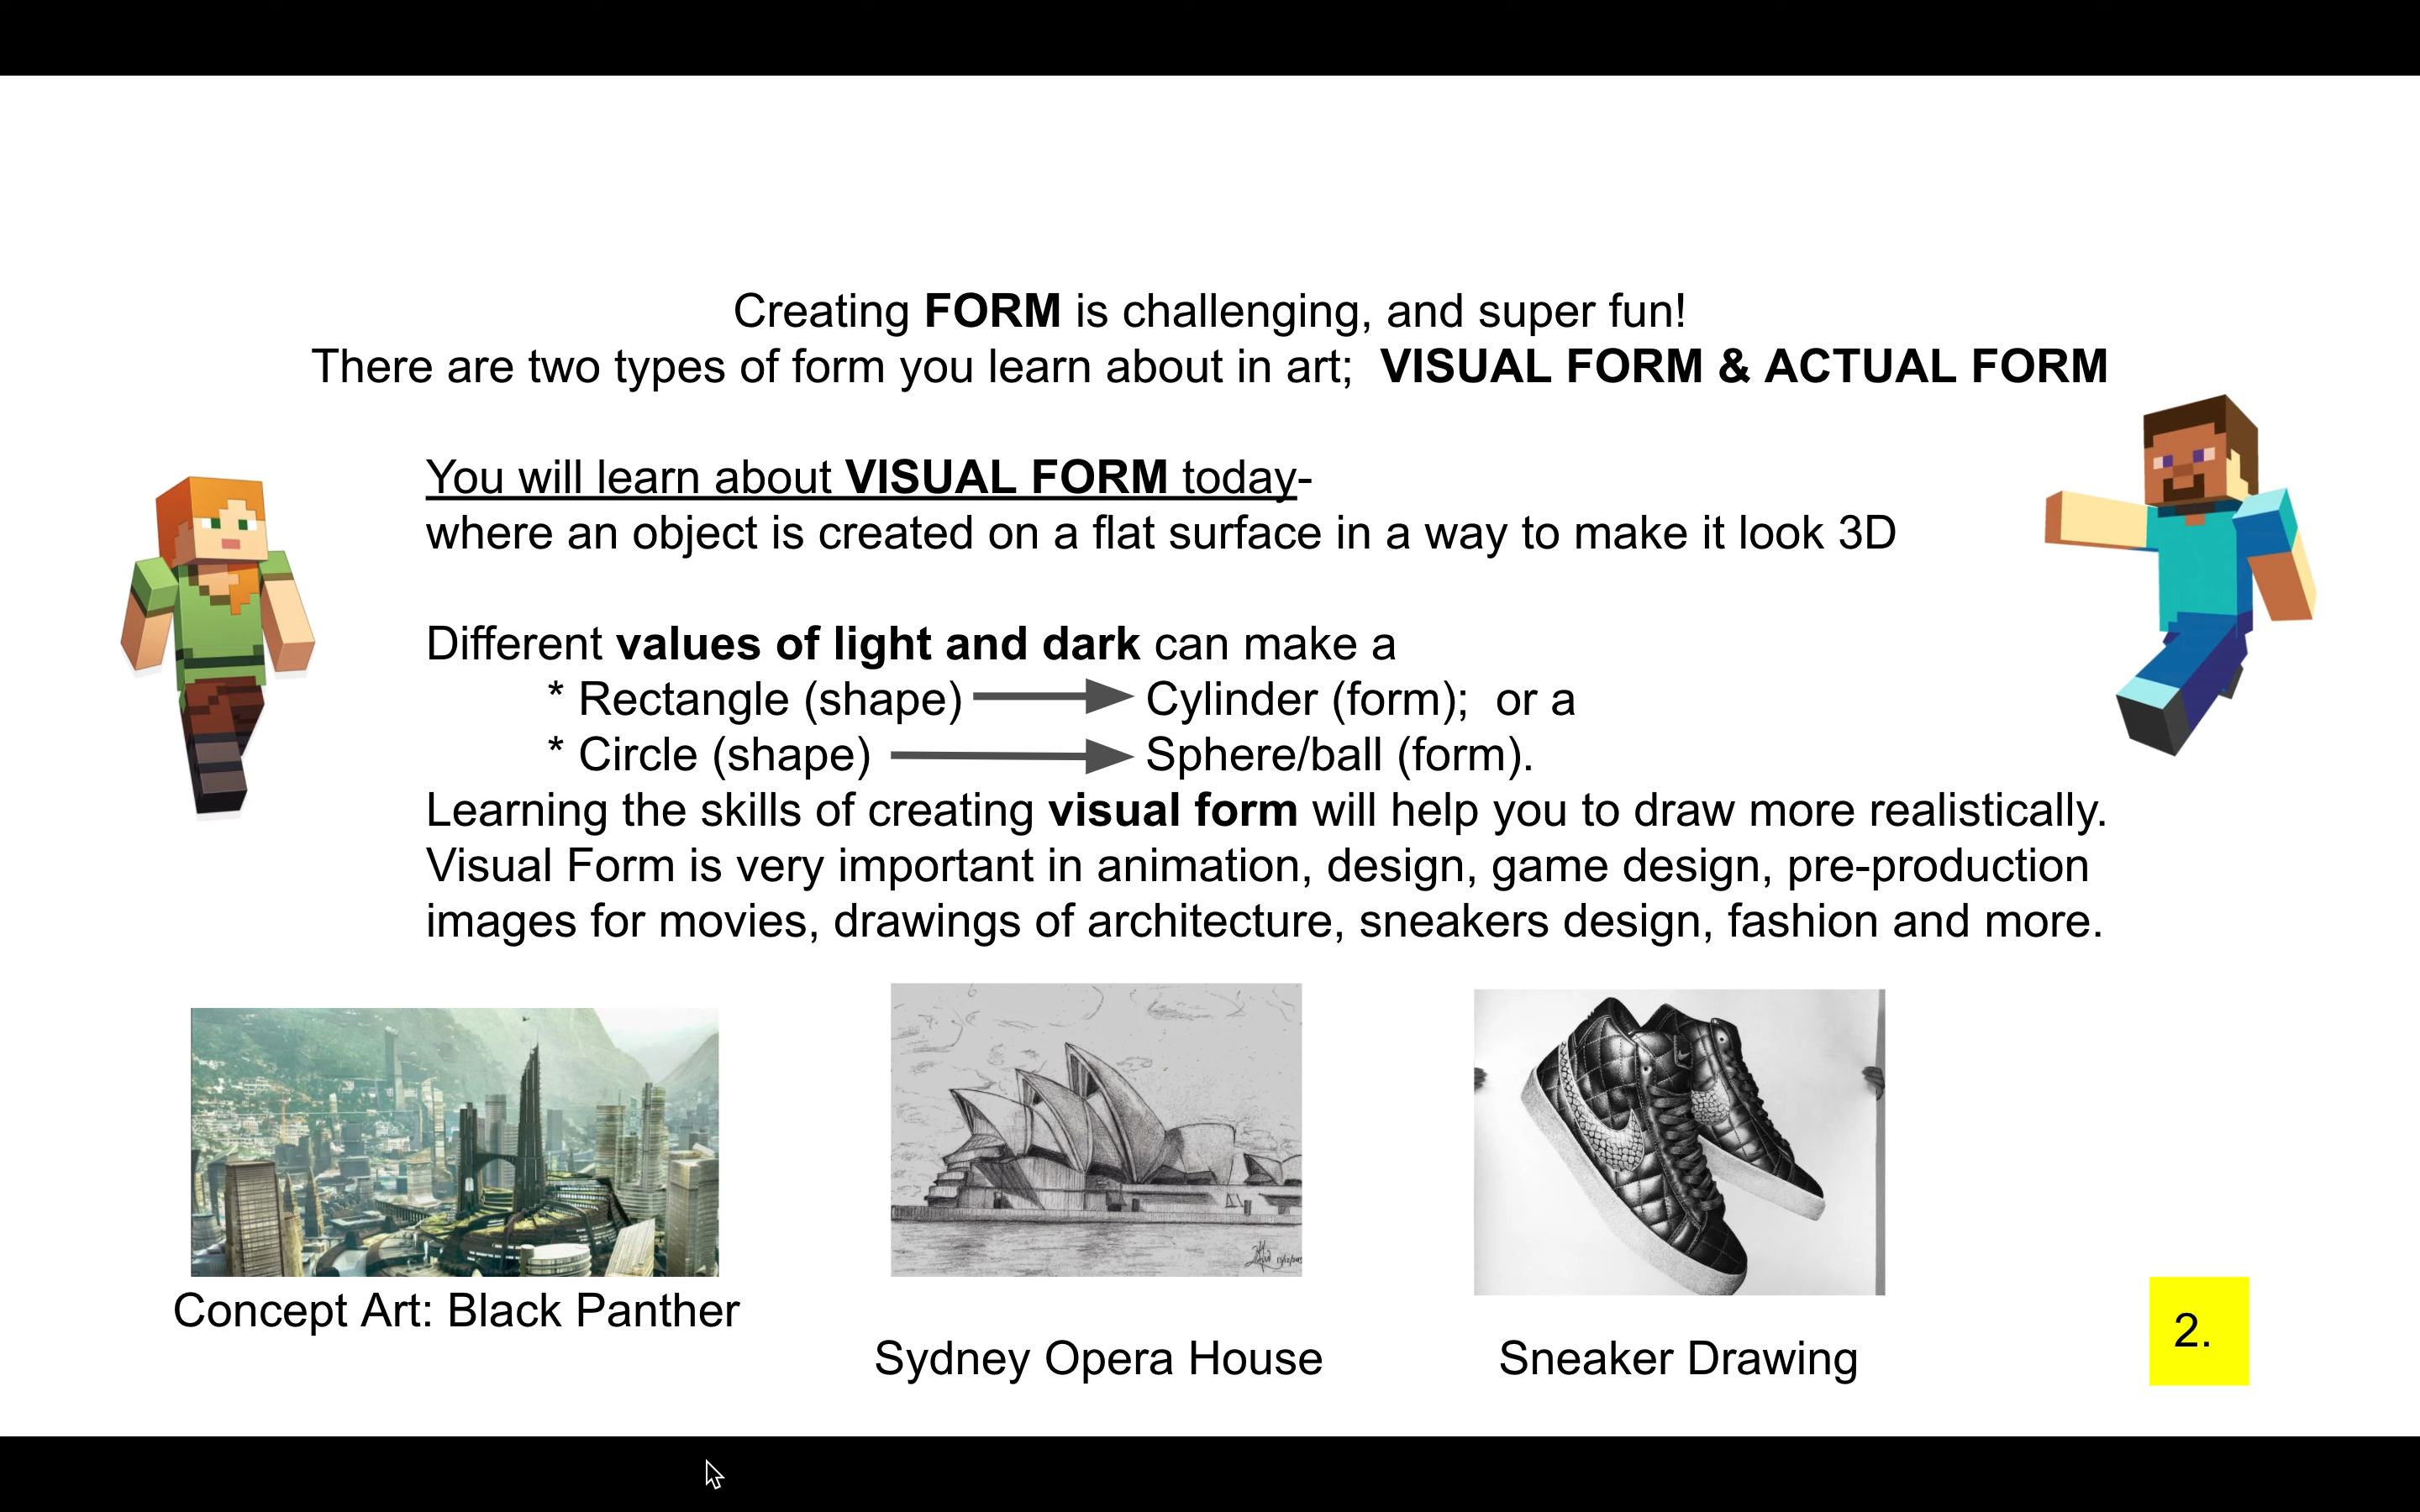 Creating FORM is challenging, and super fun!
There are two types of form you learn about in art;  VISUAL FORM & ACTUAL FORM
You will learn about VISUAL FORM today-
where an object is created on a flat surface in a way to make it look 3D
Different values of light and dark can make a
* Rectangle (shape) Cylinder (form);  or a
* Circle (shape) Sphere/ball (form).
Learning the skills of creating visual form will help you to draw more realistically.
Visual Form is very important in animation, design, game design, pre-production
images for movies, drawings of architecture, sneakers design, fashion and more.
Concept Art: Black Panther
Sydney Opera House
Sneaker Drawing
2.